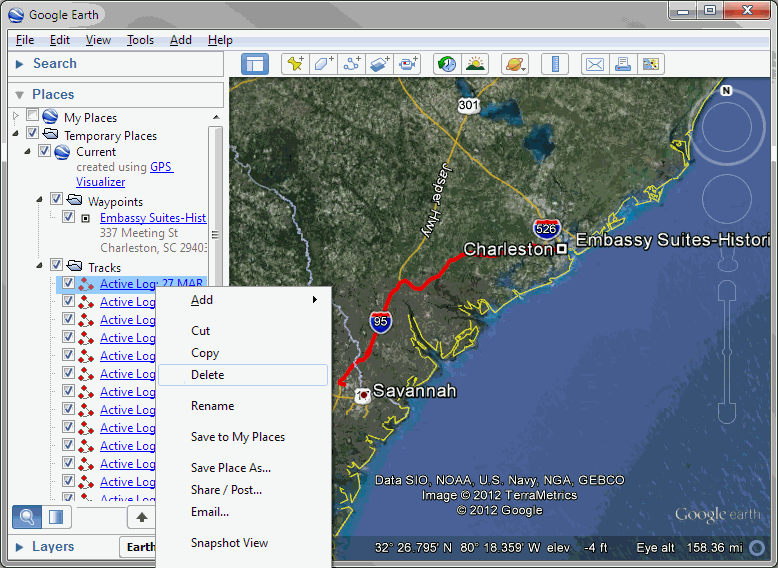 Google Earth
File Edit View Tools Add Help
Search
Places
My Places
Temporary Places
Current
created using GPS
Visualizer
Waypoints
Embassy Suites-Hist
337 Meeting St
Charleston, SC 29403
Tracks
Active Log: 27 MAR
Active Log
Active Log
Active Log
Active Log
Active Log
Active Log
Active Log
Active Log
Active Log
Active Log
Active Log
Active Log
Add
Cut
Copy
Delete
Rename
Save to My Places
Save Place As...
Share / Post...
Email...
Snapshot View
Layers
Earth
N
301
Jasper Hwy
526
Charleston
Embassy Suites-Histori
95
Savannah
Data SIO, NOAA, U.S. Navy, NGA, GEBCO
Image © 2012 TerraMetrics
© 2012 Google
Google earth
32° 26.795' N 80° 18.359' W elev -4 ft Eye alt 158.36 mi